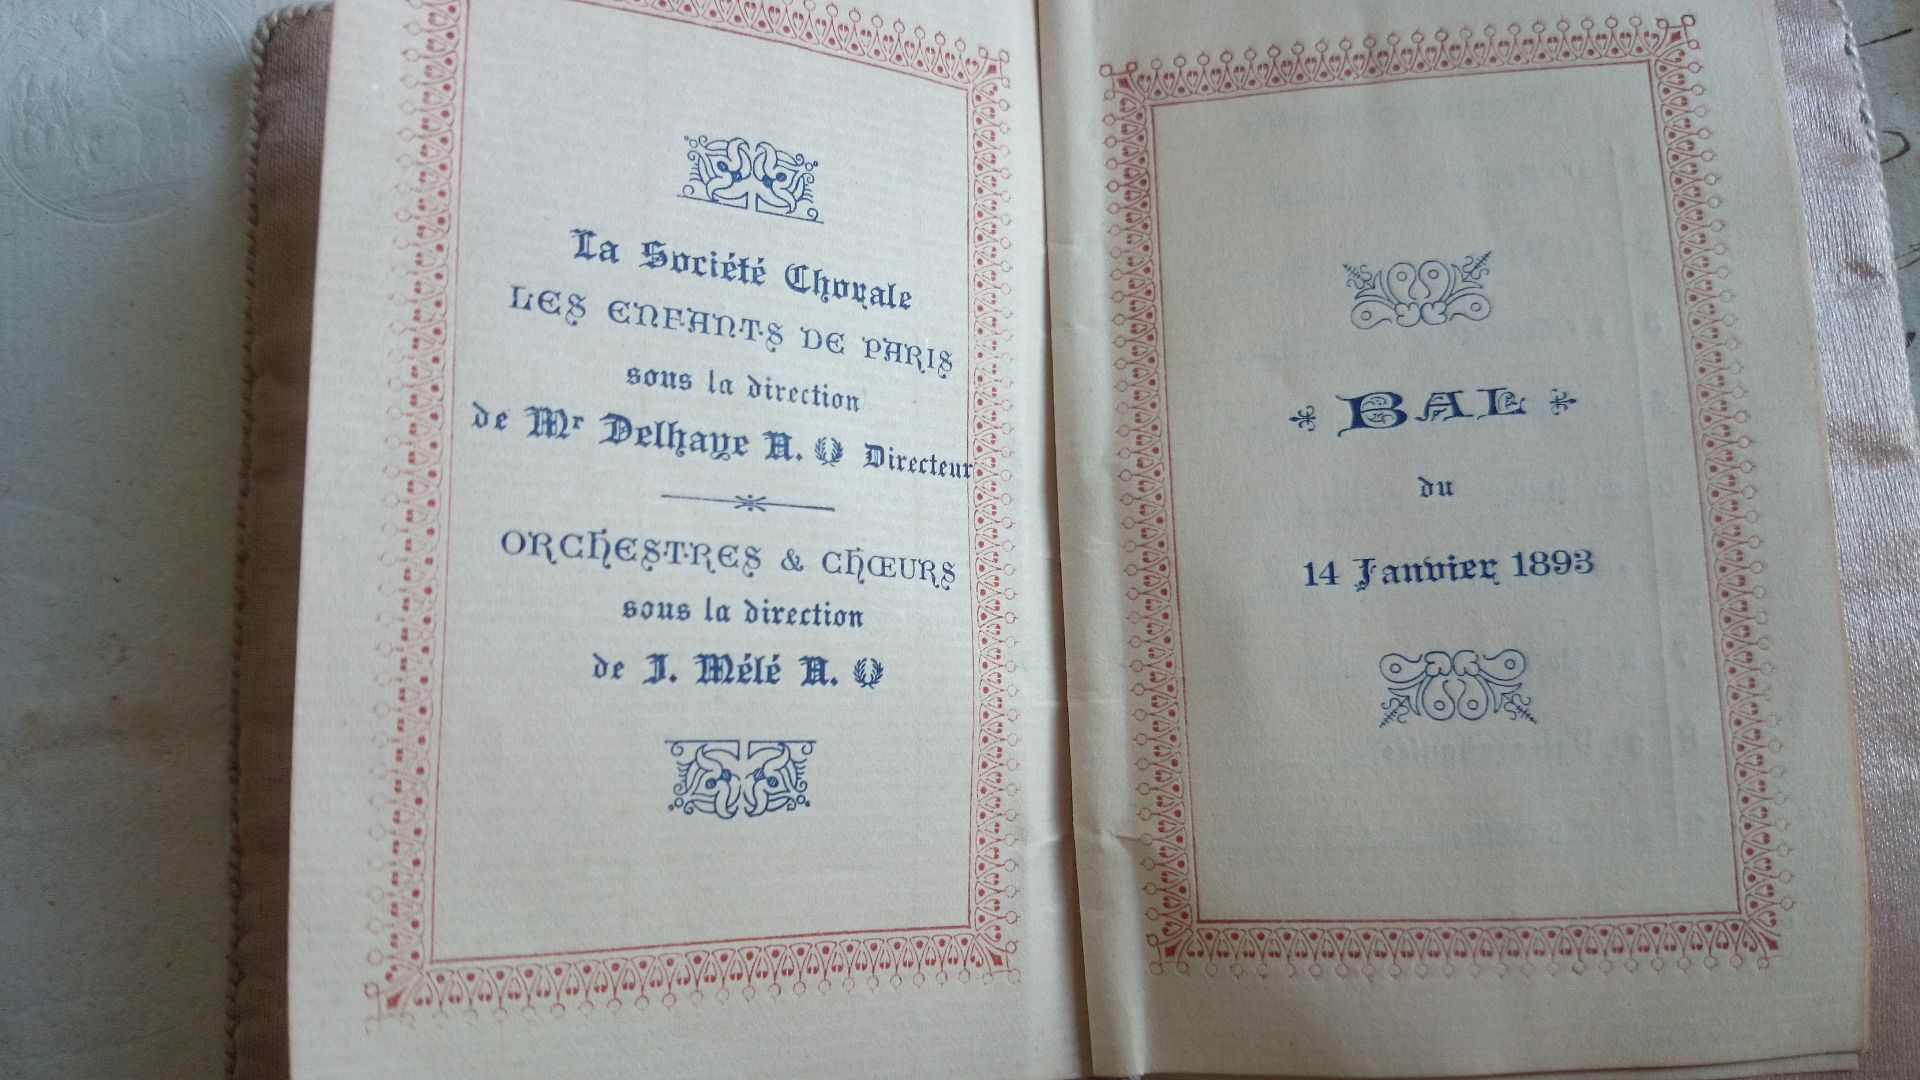 La Société Chorale
LES ENFANTS DE PARIS
sous la direction
de Mr Delhaye A. Directeur
ORCHESTRES & CHŒURS
sous la direction
de J. Mélé A.
BAL
du
14 Janvier 1893